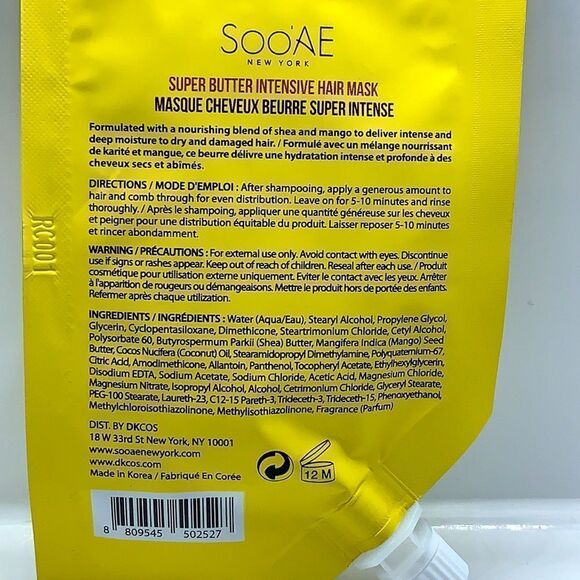 SOO'AE
NEW YORK
SUPER BUTTER INTENSIVE HAIR MASK
MASQUE CHEVEUX BEURRE SUPER INTENSE
Formulated with a nourishing blend of shea and mango to deliver intense and
deep moisture to dry and damaged hair. / Formulé avec un mélange nourrissant
de karité et mangue, ce beurre délivre une hydratation intense et profonde à des
cheveux secs et abîmés.
DIRECTIONS / MODE D'EMPLOI : After shampooing, apply a generous amount to
hair and comb through for even distribution. Leave on for 5-10 minutes and rinse
thoroughly. / Après le shampoing, appliquer une quantité généreuse sur les cheveux
et peigner pour une distribution équitable du produit. Laisser reposer 5-10 minutes
et rincer abondamment.
WARNING / PRÉCAUTIONS : For external use only. Avoid contact with eyes. Discontinue
use if signs or rashes appear. Keep out of reach of children. Reseal after each use. / Produit
cosmétique pour utilisation externe uniquement. Eviter le contact avec les yeux. Arrêter
à l'apparition de rougeurs ou démangeaisons. Mettre le produit hors de portée des enfants.
Refermer après chaque utilization.
INGREDIENTS / INGRÉDIENTS : Water (Aqua/Eau), Stearyl Alcohol, Propylene Glycol,
Glycerin, Cyclopentasiloxane, Dimethicone, Steartrimonium Chloride, Cetyl Alcohol,
Polysorbate 60, Butyrospermum Parkii (Shea) Butter, Mangifera Indica (Mango) Seed
Butter, Cocos Nucifera (Coconut) Oil, Stearamidopropyl Dimethylamine, Polyquaternium-67,
Citric Acid, Amodimethicone, Allantoin, Panthenol, Tocopheryl Acetate, Ethylhexylglycerin,
Disodium EDTA, Sodium Acetate, Sodium Chloride, Acetic Acid, Magnesium Chloride,
Magnesium Nitrate, Isopropyl Alcohol, Alcohol, Cetrimonium Chloride, Glyceryl Stearate,
PEG-100 Stearate, Laureth-23, C12-15 Pareth-3, Trideceth-3, Trideceth-15, Phenoxyethanol,
Methylchloroisothiazolinone, Methylisothiazolinone, Fragrance (Parfum)
DIST. BY DKCOS
18 W 33rd St New York, NY 10001
www.sooaenewyork.com
www.dkcos.com
Made in Korea / Fabriqué En Corée
12 M
8 809545 502527
RC001